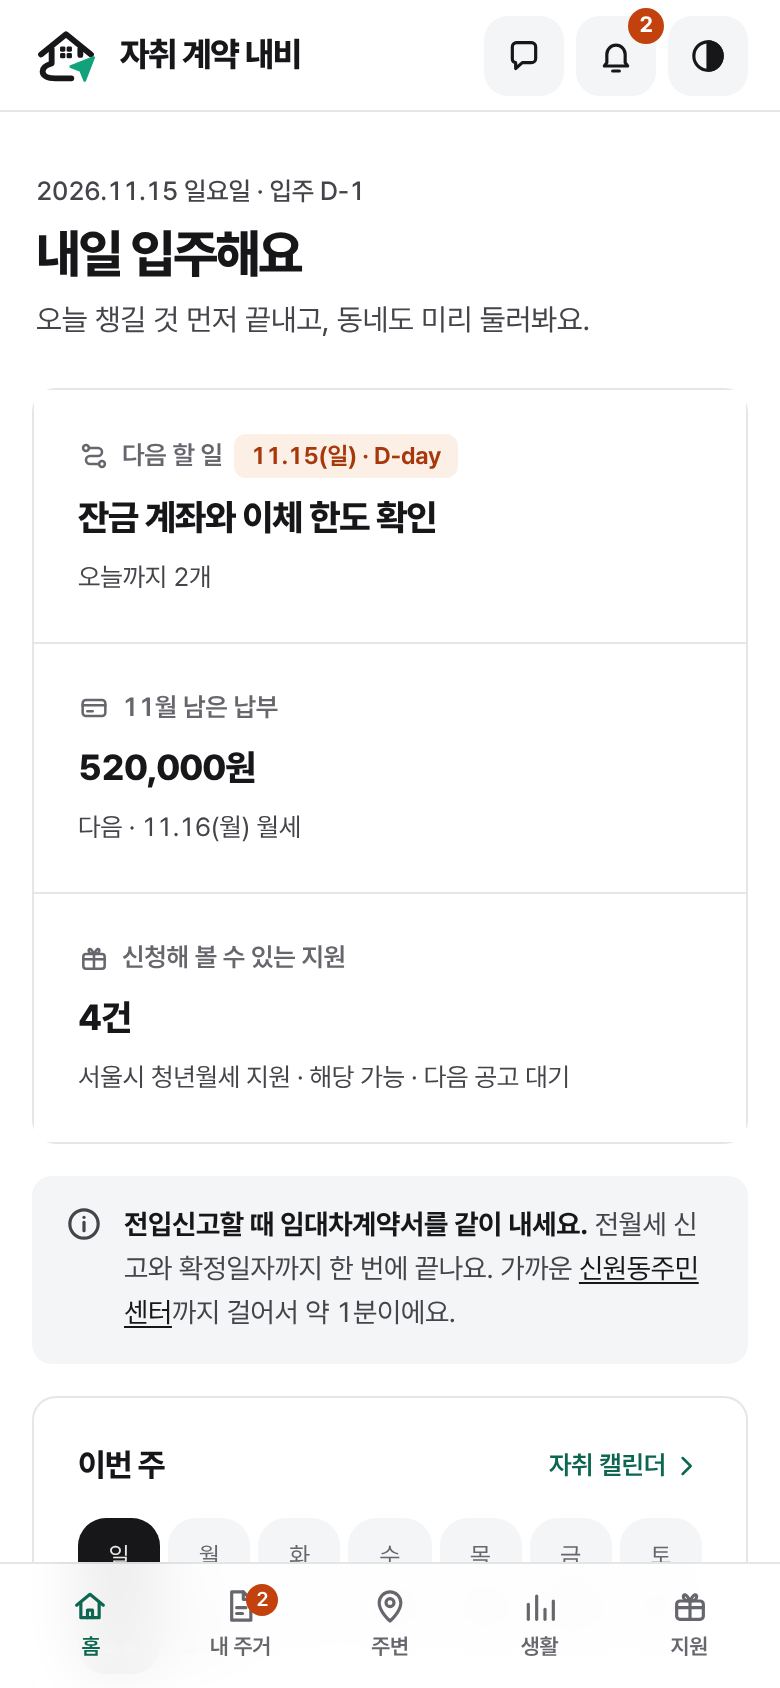 자취 계약 내비
2
2026.11.15 일요일 · 입주 D-1
내일 입주해요
오늘 챙길 것 먼저 끝내고, 동네도 미리 둘러봐요.
다음 할 일 11.15(일) · D-day
잔금 계좌와 이체 한도 확인
오늘까지 2개
11월 남은 납부
520,000원
다음 · 11.16(월) 월세
신청해 볼 수 있는 지원
4건
서울시 청년월세 지원 · 해당 가능 · 다음 공고 대기
전입신고할 때 임대차계약서를 같이 내세요. 전월세 신
고와 확정일자까지 한 번에 끝나요. 가까운 신원동주민
센터까지 걸어서 약 1분이에요.
이번 주 자취 캘린더
일 월 화 수 목 금 토
2
홈 내 주거 주변 생활 지원